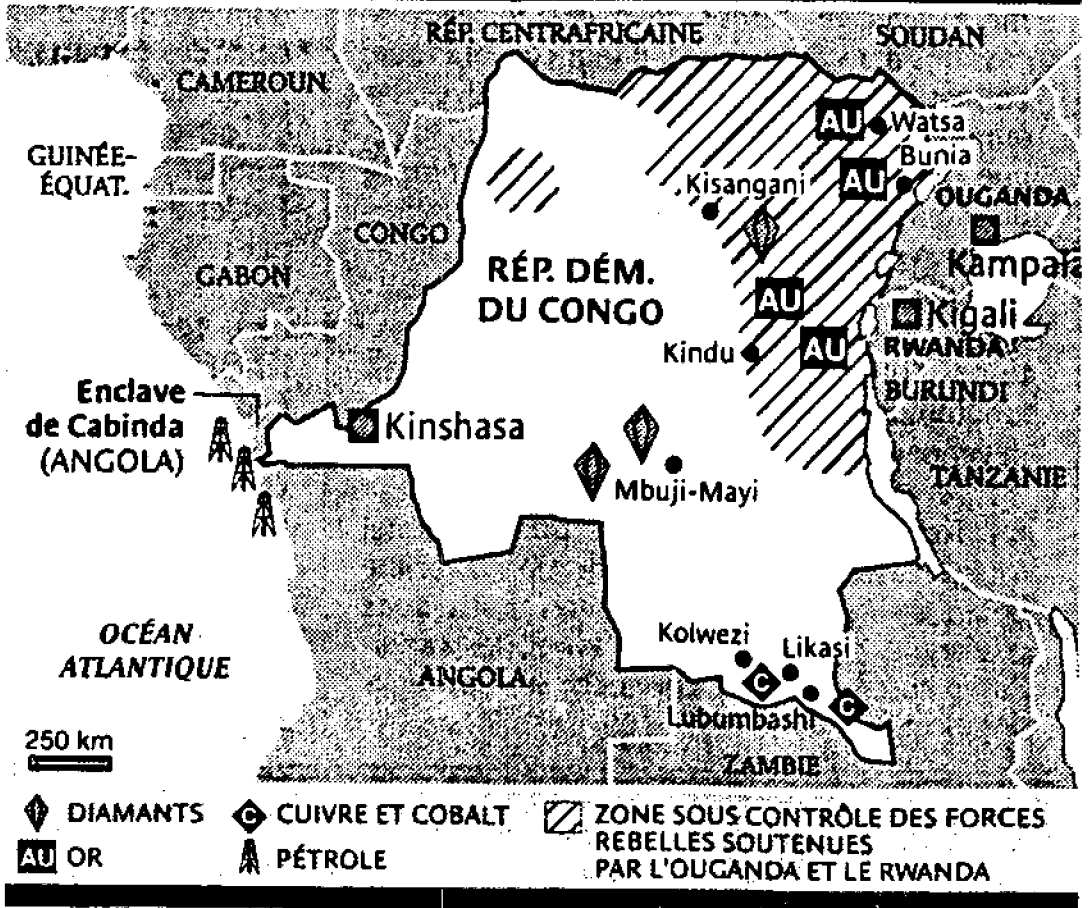 RÉP. CENTRAFRICAINE
SOUDAN
CAMEROUN
GUINÉE-
ÉQUAT.
AU
Watsa
Bunia
AU
Kisangani
OUGANDA
CONGO
GABON
Kampala
RÉP. DÉM.
DU CONGO
AU
Kigali
Kindu
AU
RWANDA
BURUNDI
Enclave
de Cabinda
(ANGOLA)
Kinshasa
Mbuji-Mayi
TANZANIE
OCÉAN
ATLANTIQUE
Kolwezi
Likasi
ANGOLA
C
C
Lubumbashi
250 km
ZAMBIE
DIAMANTS
C CUIVRE ET COBALT
ZONE SOUS CONTRÔLE DES FORCES
REBELLES SOUTENUES
PAR L'OUGANDA ET LE RWANDA
AU OR
PÉTROLE